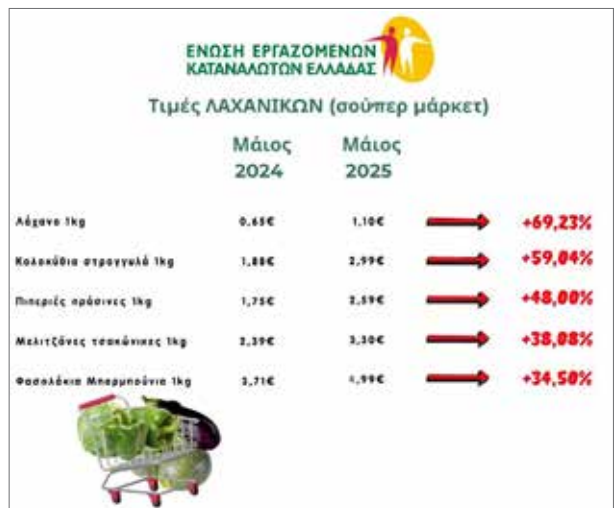 ΕΝΩΣΗ ΕΡΓΑΖΟΜΕΝΩΝ
ΚΑΤΑΝΑΛΩΤΩΝ ΕΛΛΑΔΑΣ
Τιμές ΛΑΧΑΝΙΚΩΝ (σούπερ μάρκετ)
Μάιος 2024 Μάιος 2025
Λάχανο 1kg 0,65€ 1,10€ +69,23%
Κολοκύθια στρογγυλά 1kg 1,88€ 2,99€ +59,04%
Πιπεριές πράσινες 1kg 1,75€ 2,59€ +48,00%
Μελιτζάνες τσακώνικες 1kg 2,39€ 3,30€ +38,08%
Φασολάκια Μπαρμπούνια 1kg 3,71€ 4,99€ +34,50%